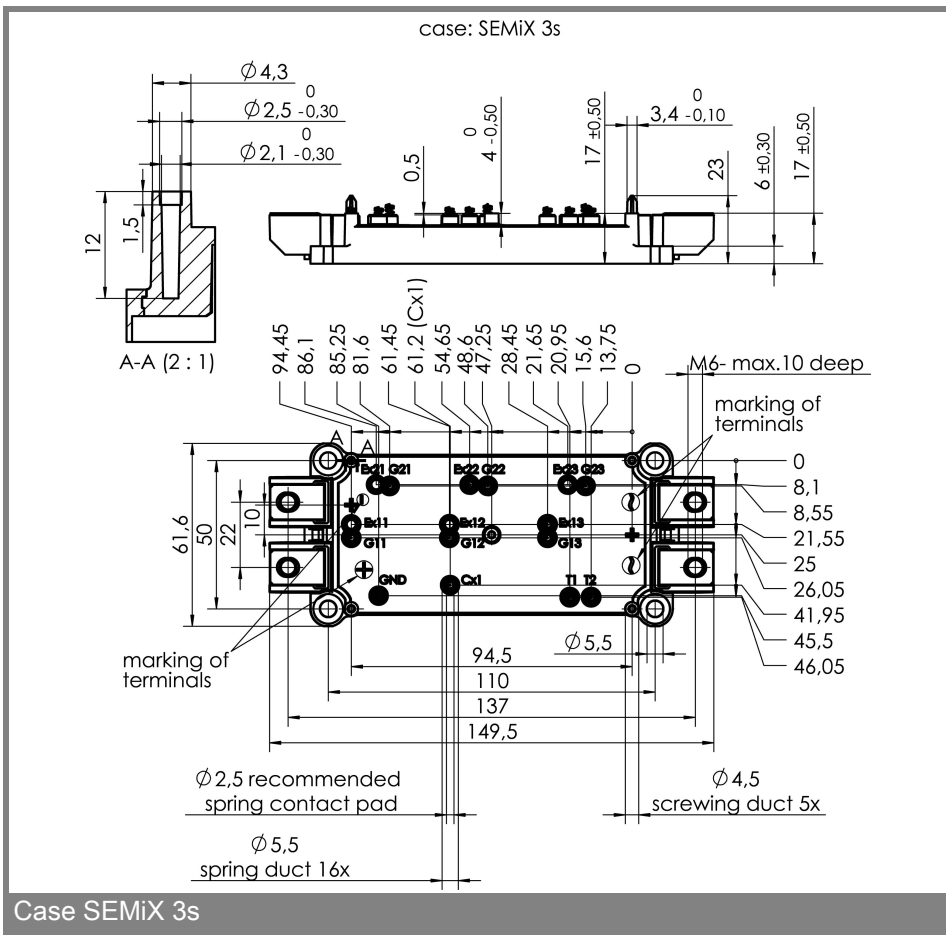 case: SEMiX 3s
∅4,3
0
∅2,5 -0,30
0
∅2,1 -0,30
12
1,5
A-A (2 : 1)
0,5
0
4 -0,50
17 ±0,50
0
3,4 -0,10
23
6 ±0,30
17 ±0,50
94,45
86,1
85,25
81,6
61,45
61,2 (Cx1)
54,65
48,6
47,25
28,45
21,65
20,95
15,6
13,75
0
M6- max.10 deep
marking of
terminals
A A
Ex21 G21
Ex22 G22
Ex23 G23
Ex11
G11
Ex12
G12
Ex13
G13
GND
Cx1
T1 T2
+
~
+
-
+
~
61,6
50
22
10
0
8,1
8,55
21,55
25
26,05
41,95
45,5
46,05
marking of
terminals
∅5,5
94,5
110
137
149,5
∅2,5 recommended
spring contact pad
∅5,5
spring duct 16x
∅4,5
screwing duct 5x
Case SEMiX 3s